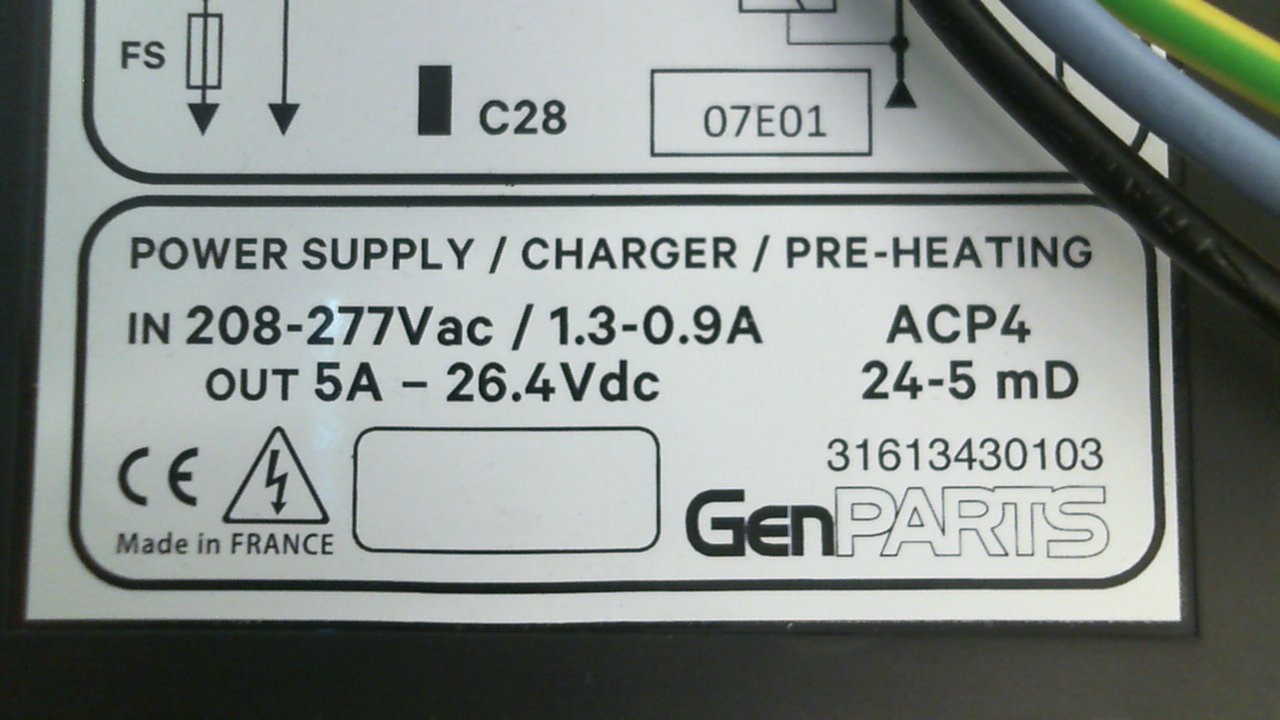 FS
C28
07E01
POWER SUPPLY / CHARGER / PRE-HEATING
IN 208-277Vac / 1.3-0.9A
OUT 5A – 26.4Vdc
ACP4
24-5 mD
31613430103
CE
Made in FRANCE
GenPARTS